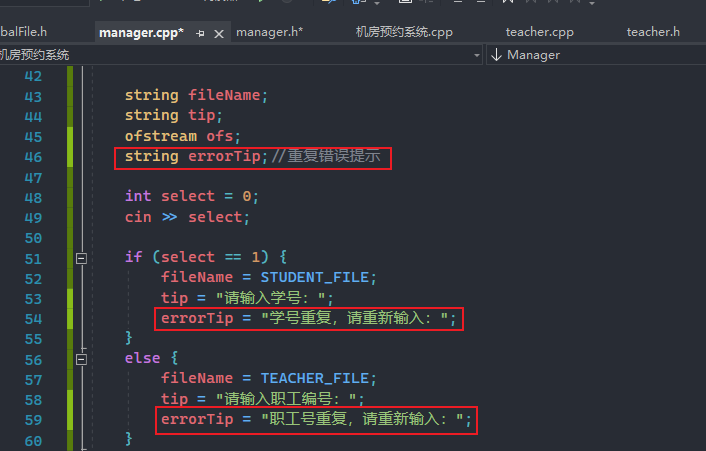 balFile.h manager.cpp* manager.h* 机房预约系统.cpp teacher.cpp teacher.h
机房预约系统 Manager
42
43 string fileName;
44 string tip;
45 ofstream ofs;
46 string errorTip;//重复错误提示
47
48 int select = 0;
49 cin >> select;
50
51 if (select == 1) {
52 fileName = STUDENT_FILE;
53 tip = "请输入学号：";
54 errorTip = "学号重复，请重新输入：";
55 }
56 else {
57 fileName = TEACHER_FILE;
58 tip = "请输入职工编号：";
59 errorTip = "职工号重复，请重新输入：";
60 }